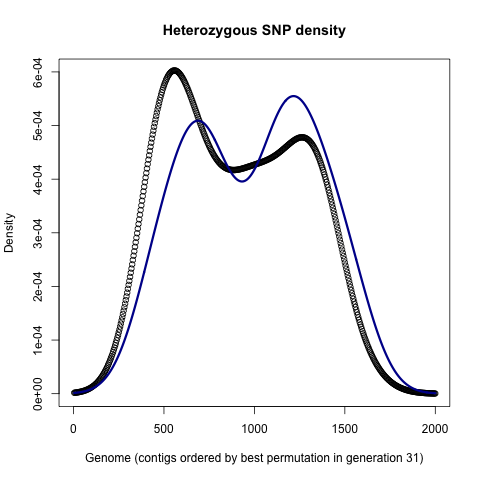 Heterozygous SNP density
Density
6e-04
5e-04
4e-04
3e-04
2e-04
1e-04
0e+00
0 500 1000 1500 2000
Genome (contigs ordered by best permutation in generation 31)